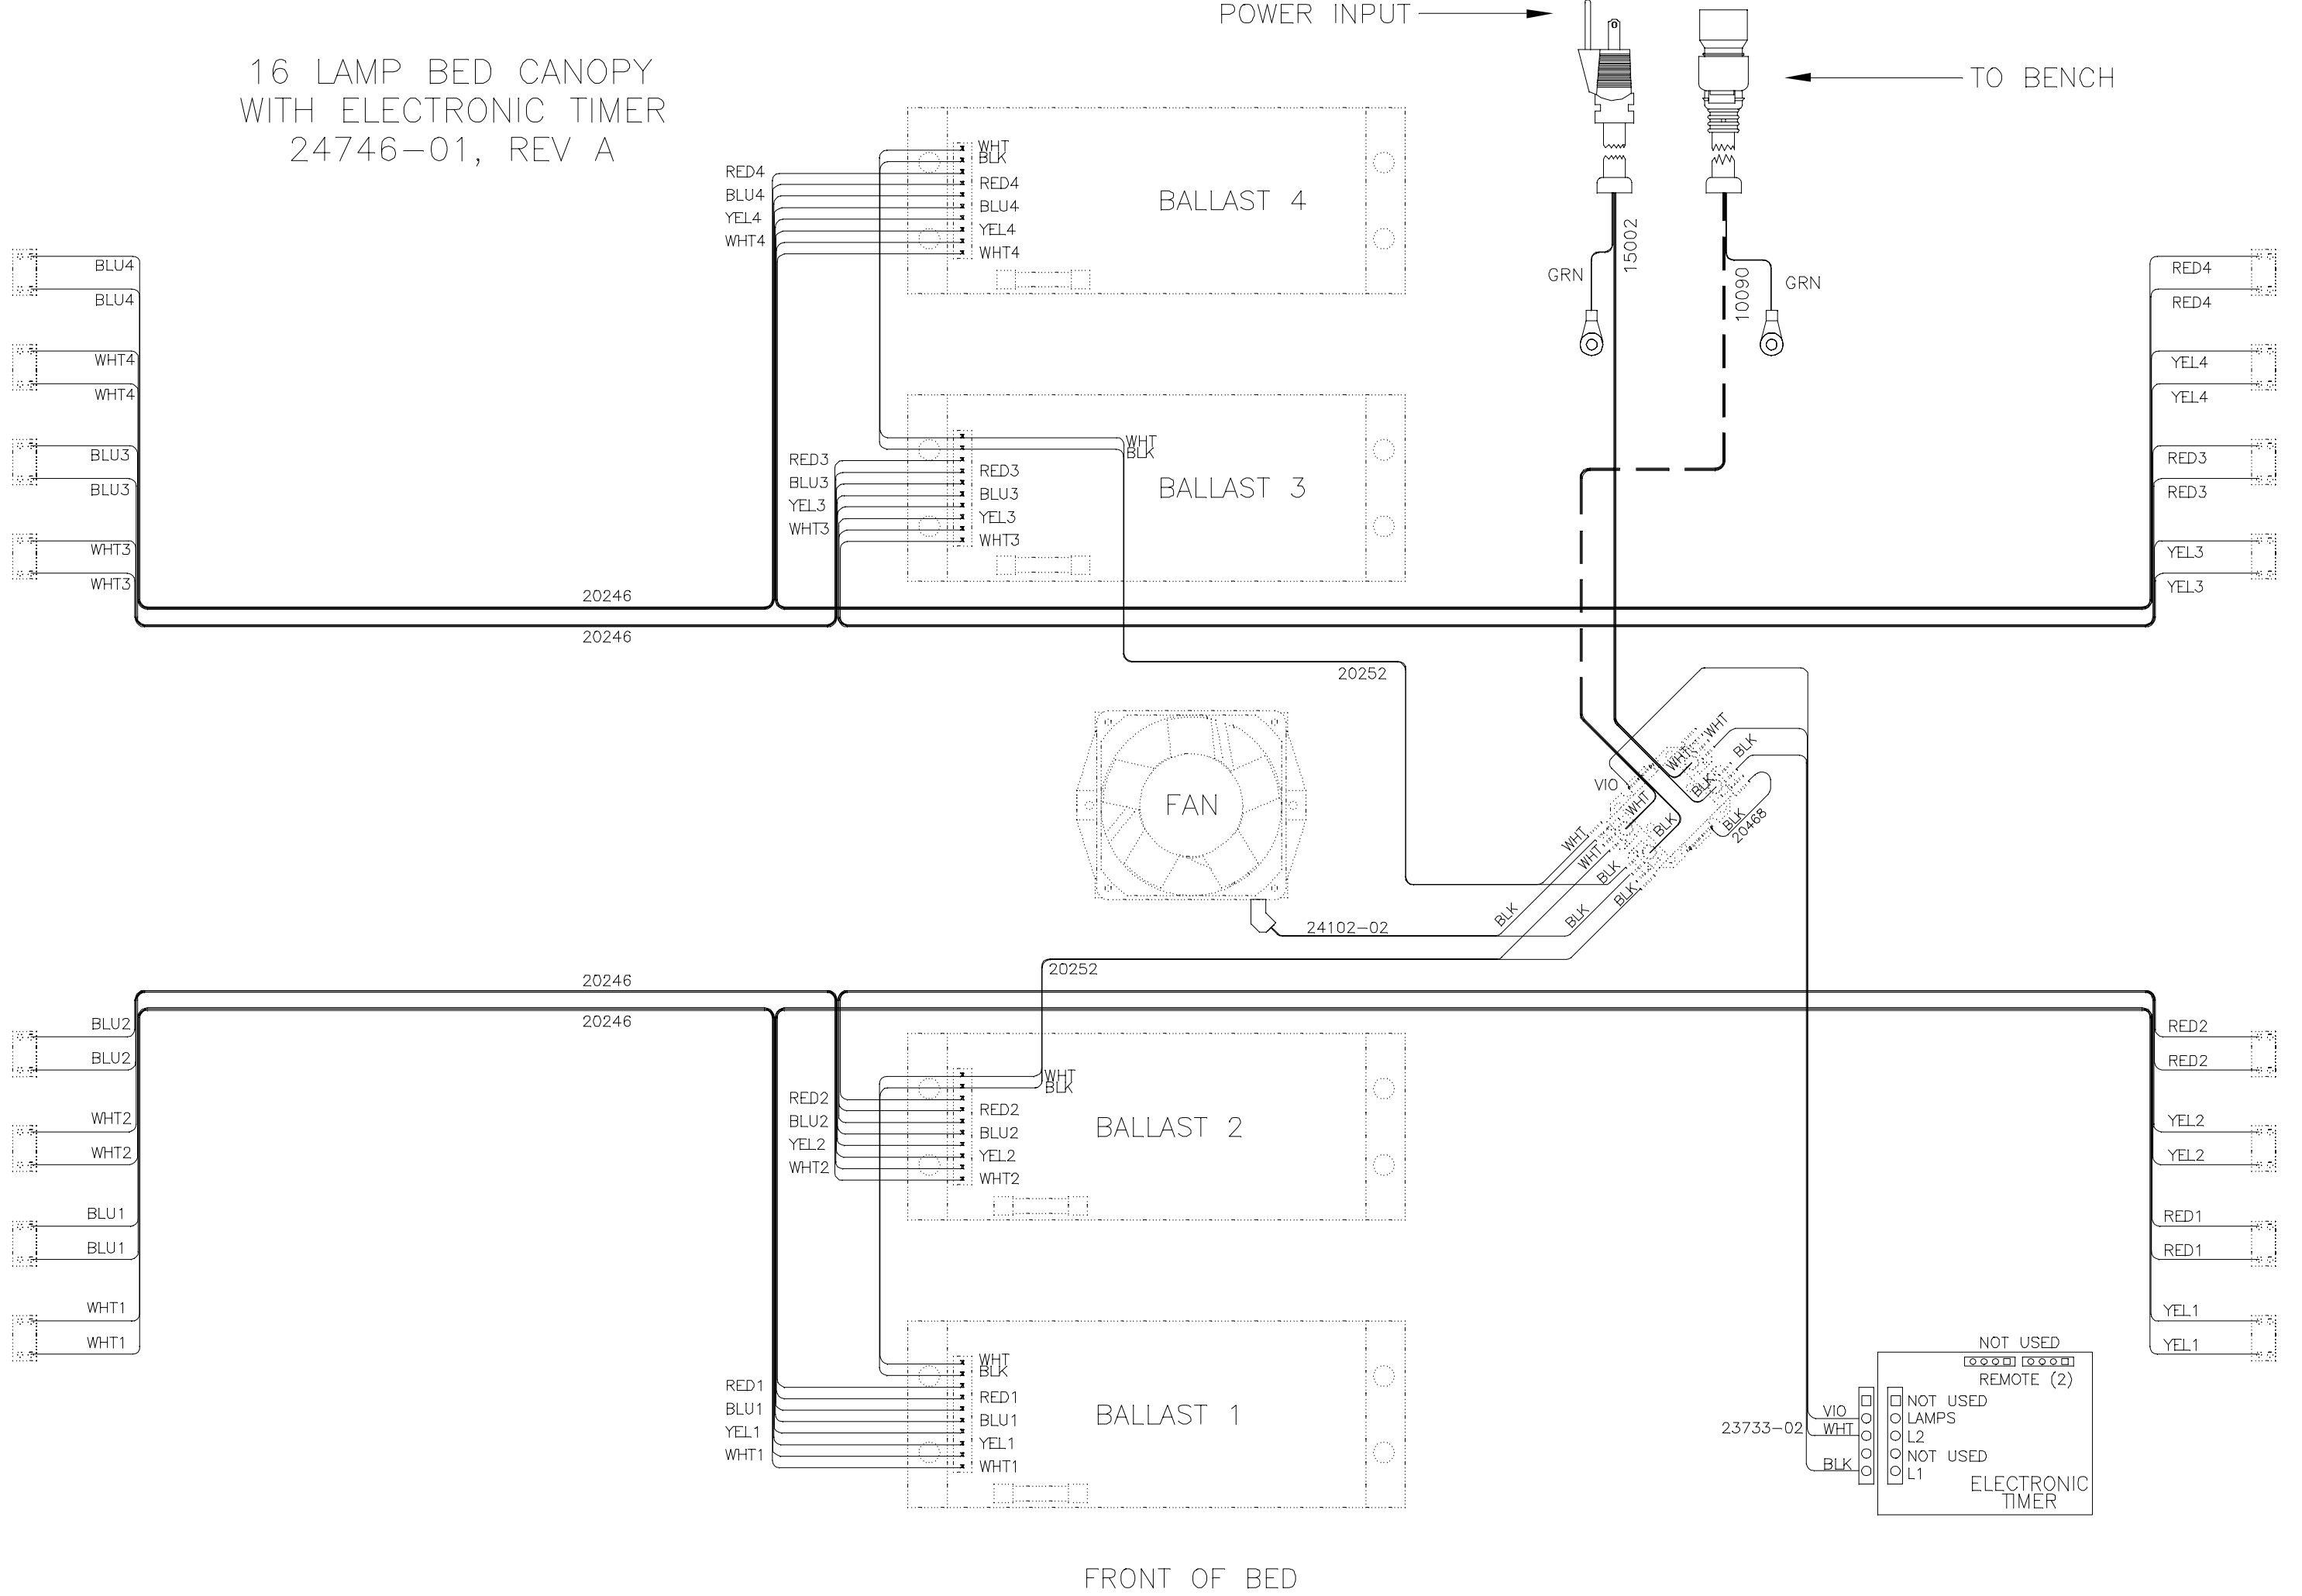 POWER INPUT
TO BENCH
16 LAMP BED CANOPY
WITH ELECTRONIC TIMER
24746-01, REV A
WHT
BLK
RED4
RED4
BLU4
BLU4
YEL4
YEL4
WHT4
WHT4
BALLAST 4
15002
10090
GRN
GRN
BLU4
BLU4
WHT4
WHT4
BLU3
BLU3
WHT3
WHT3
RED4
RED4
YEL4
YEL4
RED3
RED3
YEL3
YEL3
WHT
BLK
RED3
RED3
BLU3
BLU3
YEL3
YEL3
WHT3
WHT3
BALLAST 3
20246
20246
20252
FAN
24102-02
VIO
WHT
WHT
BLK
BLK
WHT
BLK
BLK
20468
WHT
WHT
BLK
BLK
BLK
BLK
20252
20246
20246
BLU2
BLU2
WHT2
WHT2
BLU1
BLU1
WHT1
WHT1
RED2
RED2
YEL2
YEL2
RED1
RED1
YEL1
YEL1
WHT
BLK
RED2
RED2
BLU2
BLU2
YEL2
YEL2
WHT2
WHT2
BALLAST 2
WHT
BLK
RED1
RED1
BLU1
BLU1
YEL1
YEL1
WHT1
WHT1
BALLAST 1
NOT USED
REMOTE (2)
VIO
23733-02
WHT
BLK
NOT USED
LAMPS
L2
NOT USED
L1
ELECTRONIC
TIMER
FRONT OF BED